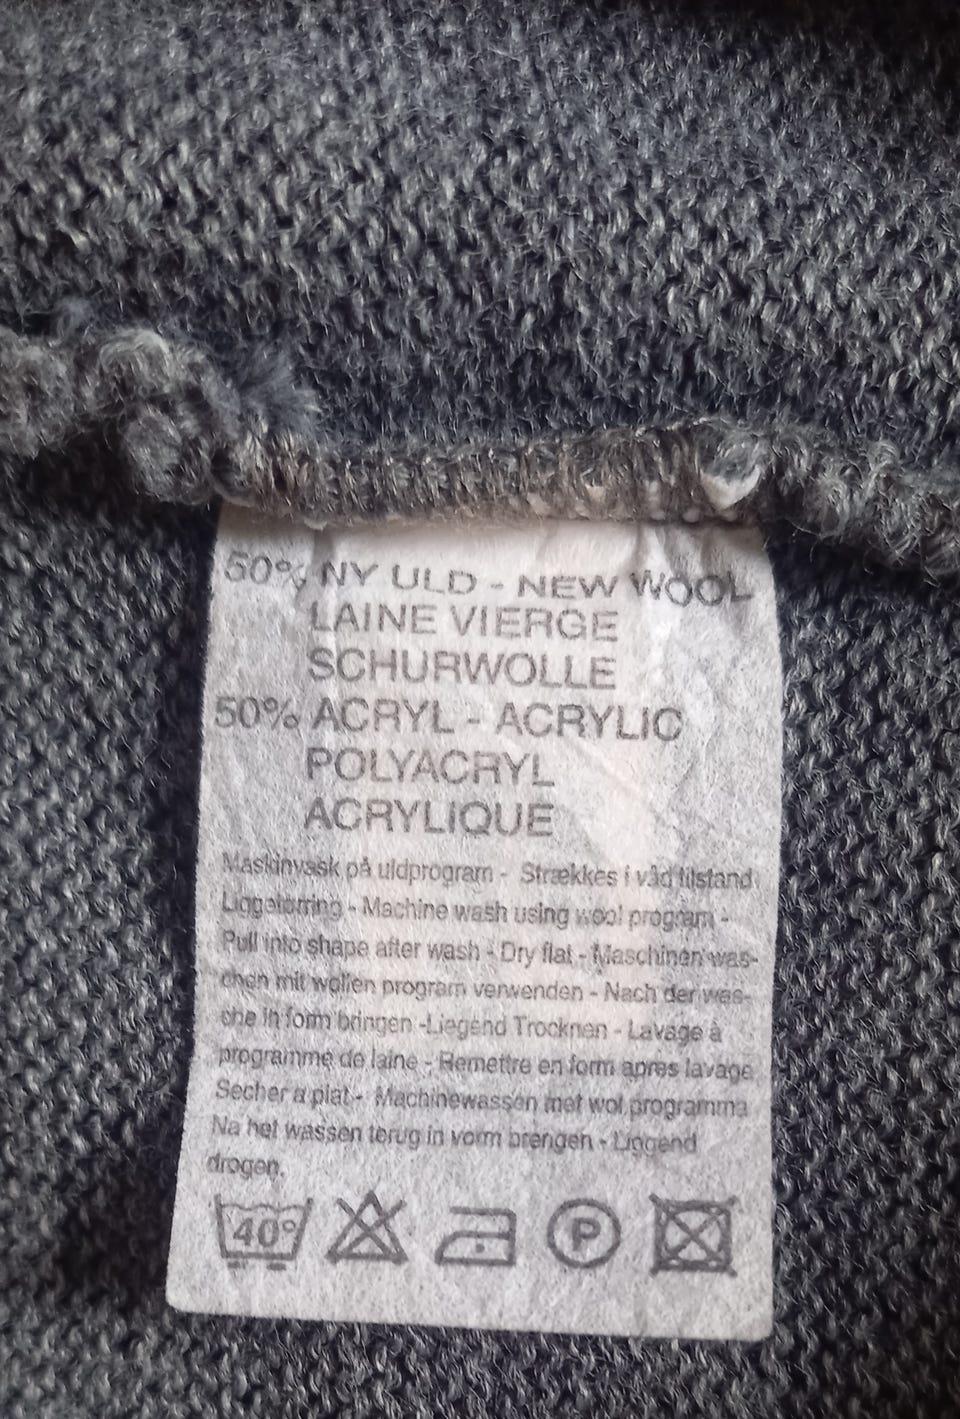 50% NY ULD - NEW WOOL
LAINE VIERGE
SCHURWOLLE
50% ACRYL - ACRYLIC
POLYACRYL
ACRYLIQUE
Maskinvask på uldprogram - Strækkes i våd tilstand
Liggetørring - Machine wash using wool program -
Pull into shape after wash - Dry flat - Maschinen was-
chen mit wollen program verwenden - Nach der was-
che in form bringen -Liegend Trocknen - Lavage à
programme de laine - Remettre en form apres lavage
Secher a plat - Machinewassen met wol programma
Na het wassen terug in vorm brengen - Liggend
drogen.
40° P